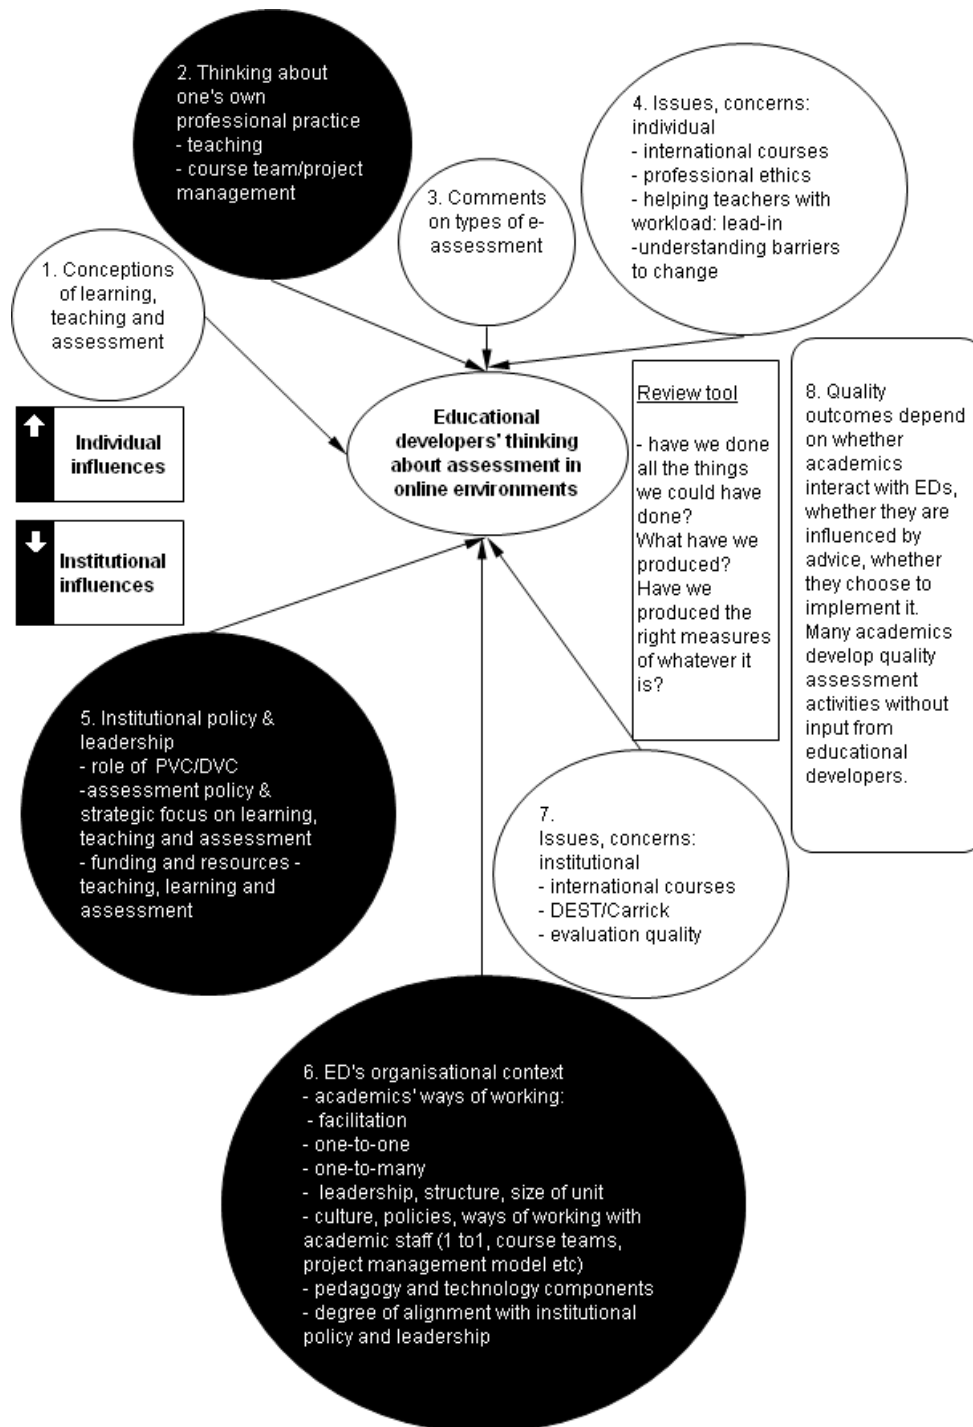 2. Thinking about
one's own
professional practice
- teaching
- course team/project
management
4. Issues, concerns:
individual
- international courses
- professional ethics
- helping teachers with
workload: lead-in
-understanding barriers
to change
3. Comments
on types of e-
assessment
1. Conceptions
of learning,
teaching and
assessment
Individual
influences
Institutional
influences
Educational
developers' thinking
about assessment in
online environments
Review tool
- have we done
all the things
we could have
done?
What have we
produced?
Have we
produced the
right measures
of whatever it
is?
8. Quality
outcomes depend
on whether
academics
interact with EDs,
whether they are
influenced by
advice, whether
they choose to
implement it.
Many academics
develop quality
assessment
activities without
input from
educational
developers.
5. Institutional policy &
leadership
- role of PVC/DVC
-assessment policy &
strategic focus on learning,
teaching and assessment
- funding and resources -
teaching, learning and
assessment
7.
Issues, concerns:
institutional
- international courses
- DEST/Carrick
- evaluation quality
6. ED's organisational context
- academics' ways of working:
- facilitation
- one-to-one
- one-to-many
- leadership, structure, size of unit
- culture, policies, ways of working with
academic staff (1 to1, course teams,
project management model etc)
- pedagogy and technology components
- degree of alignment with institutional
policy and leadership